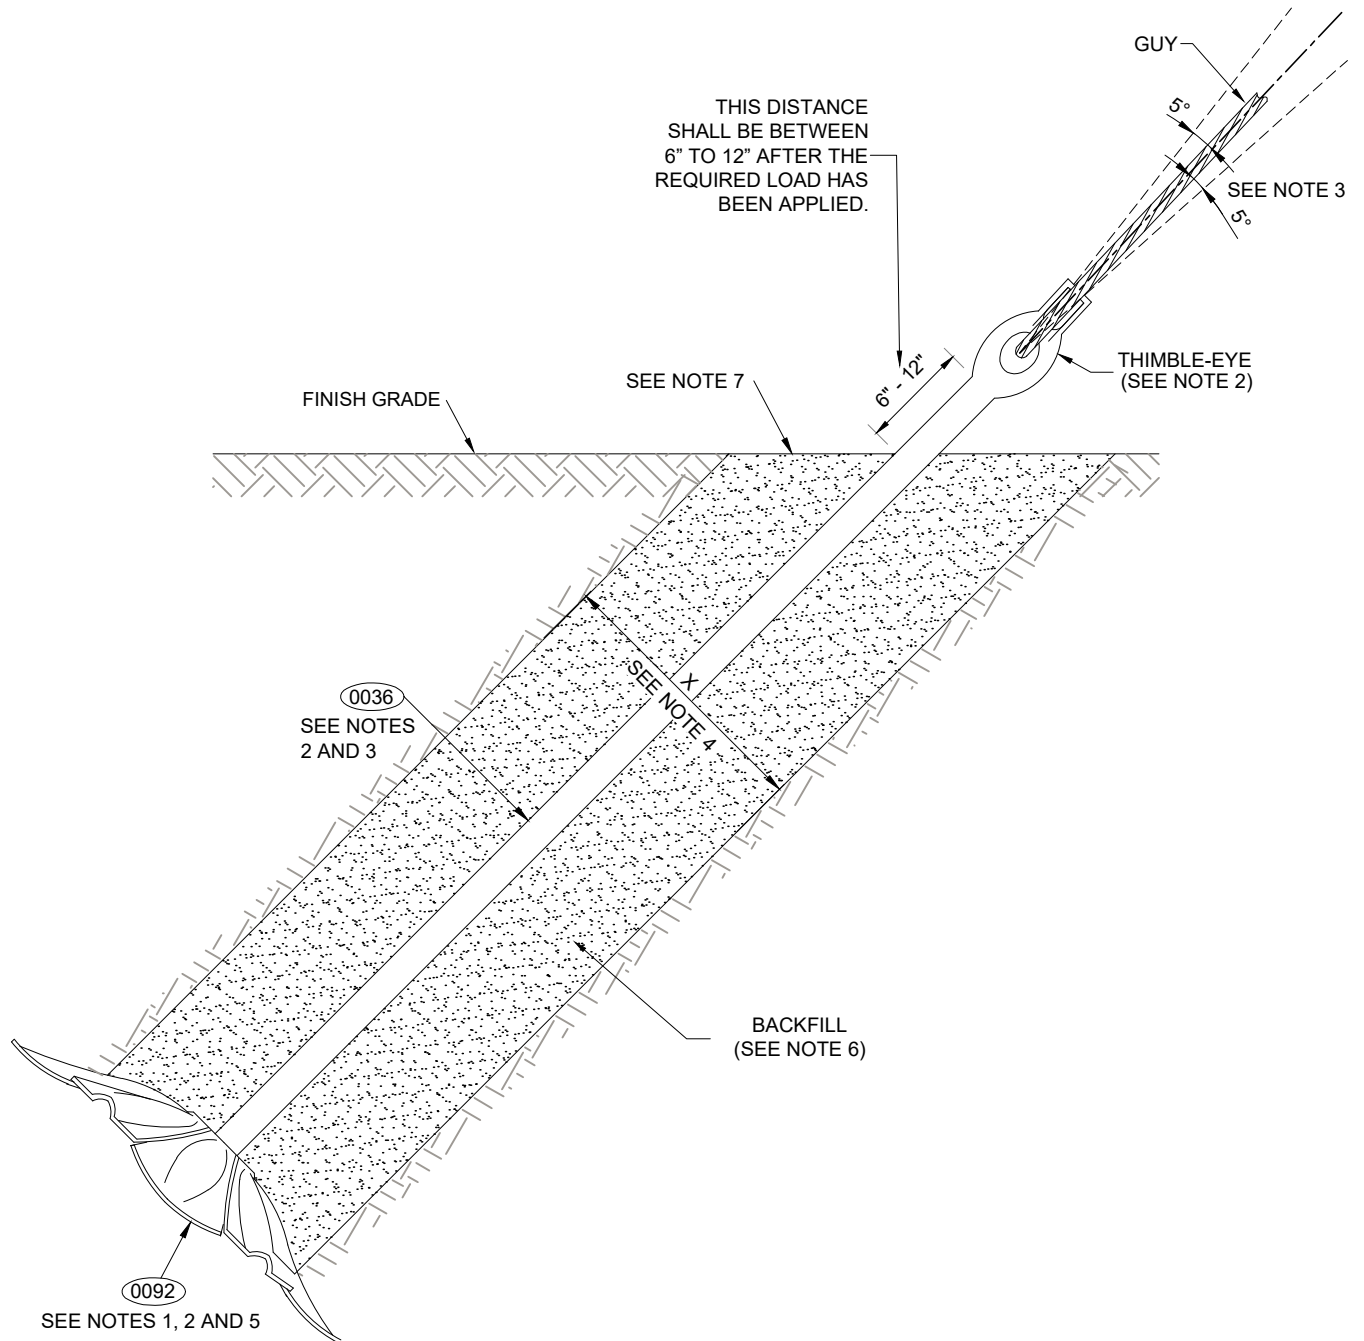 GUY
5°
THIS DISTANCE
SHALL BE BETWEEN
6” TO 12” AFTER THE
REQUIRED LOAD HAS
BEEN APPLIED.
SEE NOTE 3
5°
6" - 12"
THIMBLE-EYE
(SEE NOTE 2)
SEE NOTE 7
FINISH GRADE
X
SEE NOTE 4
0036
SEE NOTES
2 AND 3
BACKFILL
(SEE NOTE 6)
0092
SEE NOTES 1, 2 AND 5